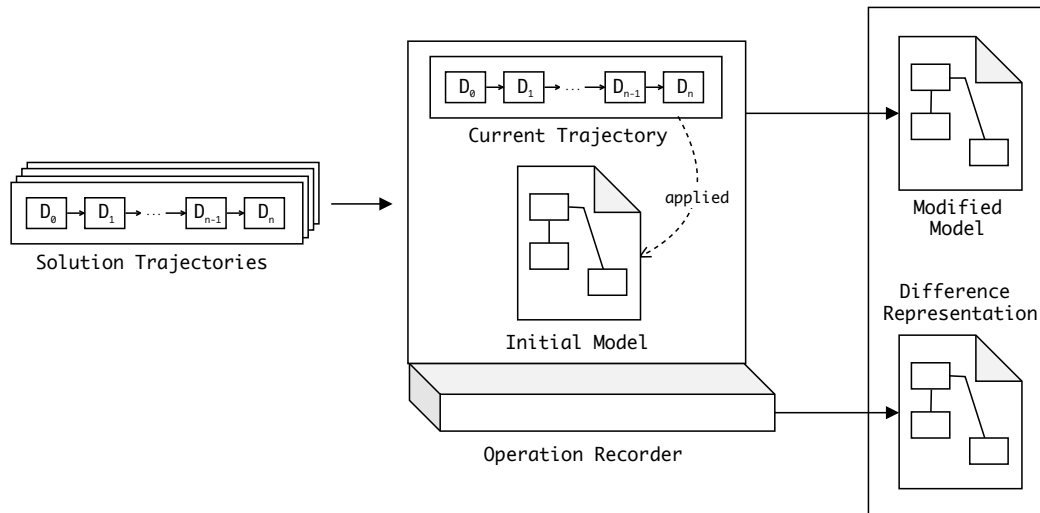 D₀ D₁ ... Dₙ₋₁ Dₙ
Solution Trajectories
D₀ D₁ ... Dₙ₋₁ Dₙ
Current Trajectory
applied
Initial Model
Operation Recorder
Modified
Model
Difference
Representation